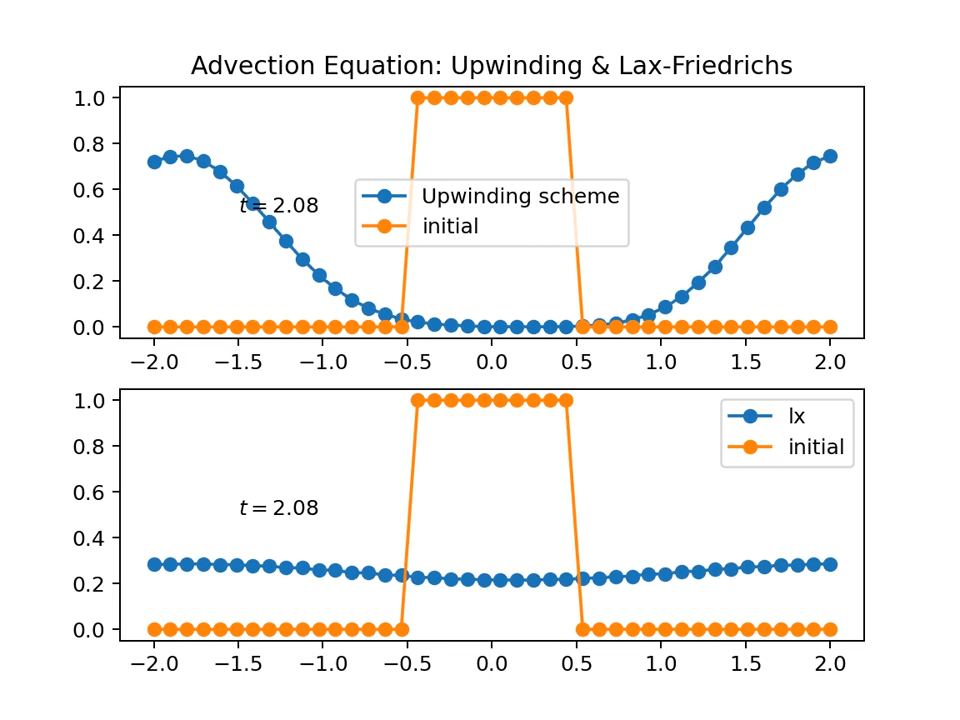 Advection Equation: Upwinding & Lax-Friedrichs
1.0
0.8
0.6
0.4
0.2
0.0
t = 2.08
Upwinding scheme
initial
−2.0 −1.5 −1.0 −0.5 0.0 0.5 1.0 1.5 2.0
1.0
0.8
0.6
0.4
0.2
0.0
t = 2.08
lx
initial
−2.0 −1.5 −1.0 −0.5 0.0 0.5 1.0 1.5 2.0